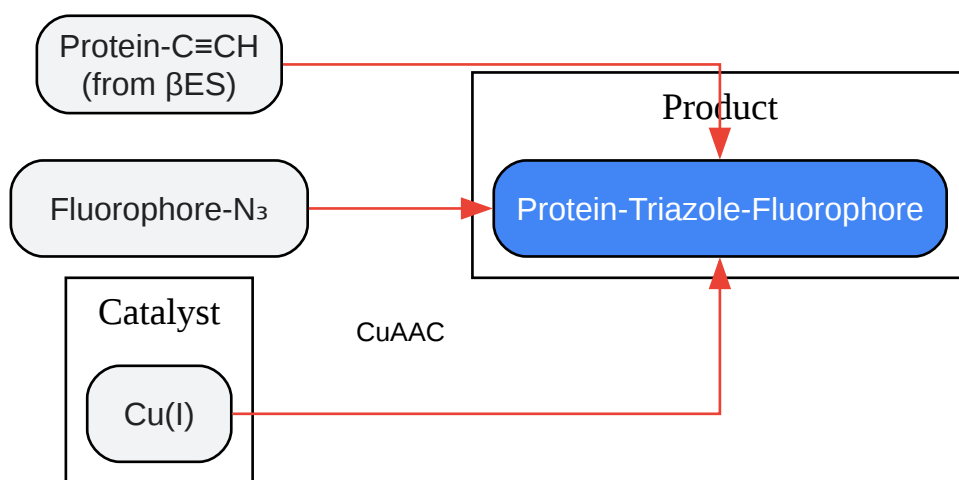 Protein-C≡CH
(from βES)
Product
Fluorophore-N₃
Protein-Triazole-Fluorophore
Catalyst
CuAAC
Cu(I)